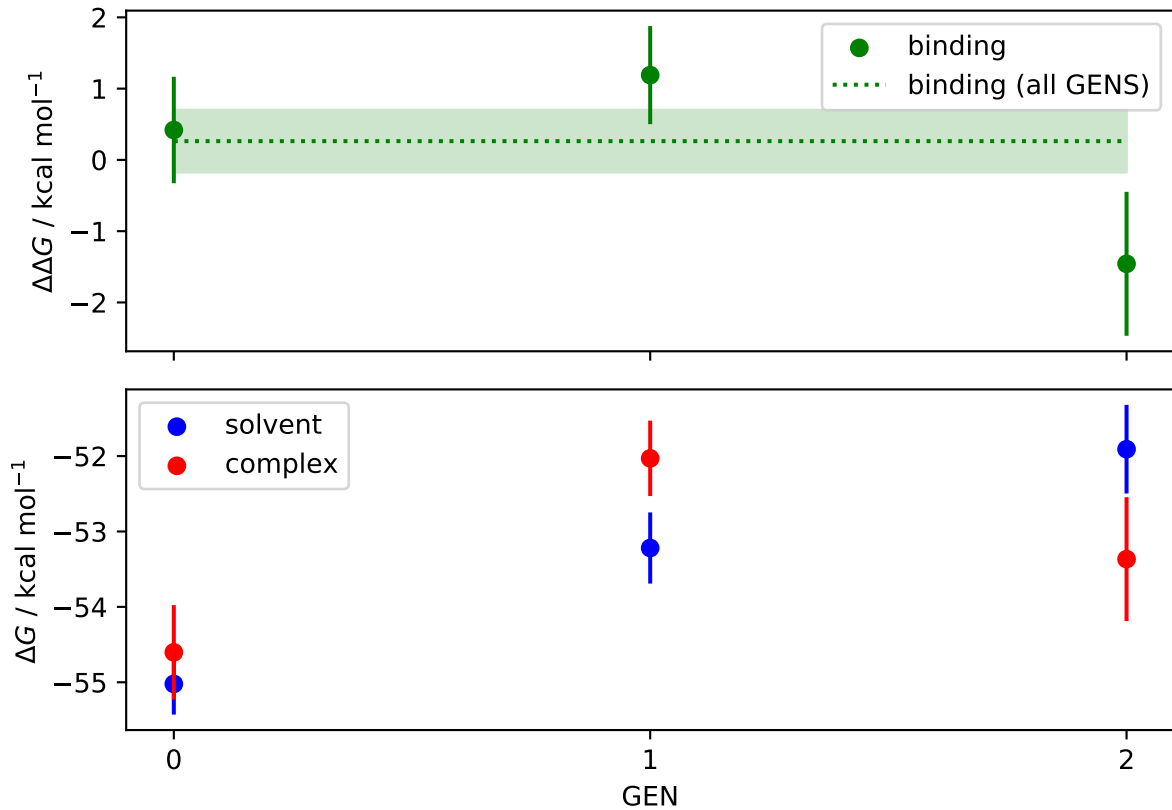 2
1
0
−1
−2
ΔΔG / kcal mol⁻¹
binding
binding (all GENS)
−52
−53
−54
−55
ΔG / kcal mol⁻¹
solvent
complex
0 1 2
GEN